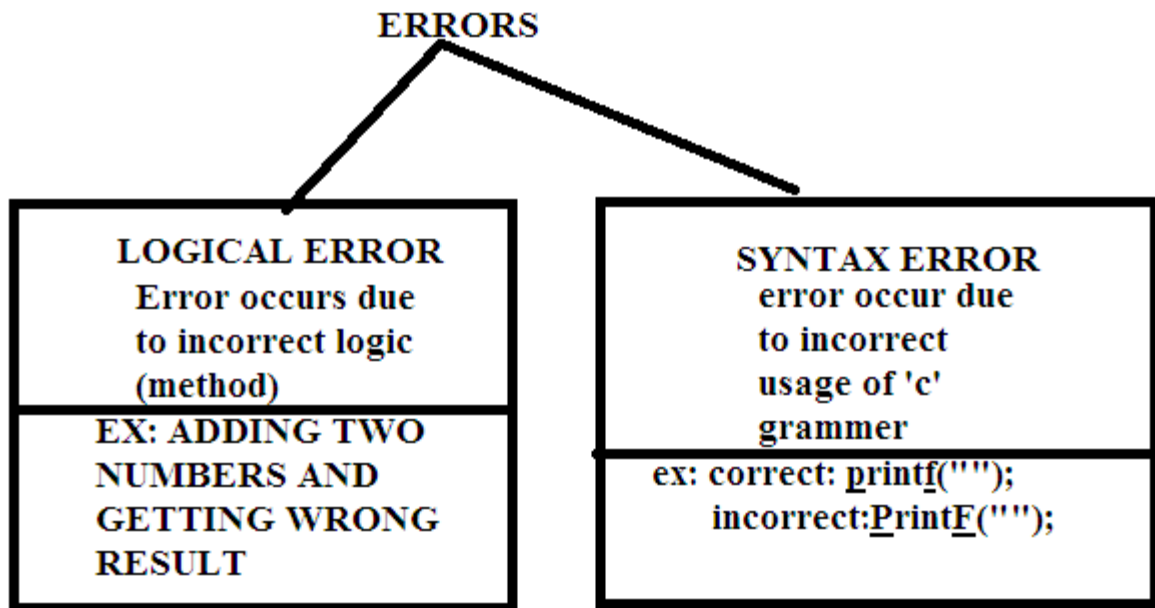 ERRORS
LOGICAL ERROR
Error occurs due
to incorrect logic
(method)
EX: ADDING TWO
NUMBERS AND
GETTING WRONG
RESULT
SYNTAX ERROR
error occur due
to incorrect
usage of 'c'
grammer
ex: correct: printf("");
incorrect:PrintF("");